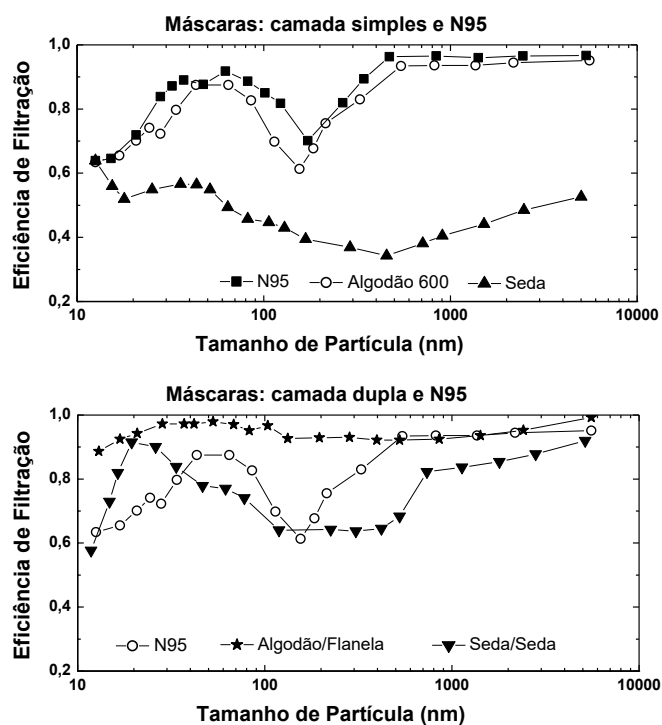 Máscaras: camada simples e N95
1,0
0,8
0,6
0,4
0,2
Eficiência de Filtração
N95 Algodão 600 Seda
10 100 1000 10000
Tamanho de Partícula (nm)
Máscaras: camada dupla e N95
1,0
0,8
0,6
0,4
0,2
Eficiência de Filtração
N95 Algodão/Flanela Seda/Seda
10 100 1000 10000
Tamanho de Partícula (nm)